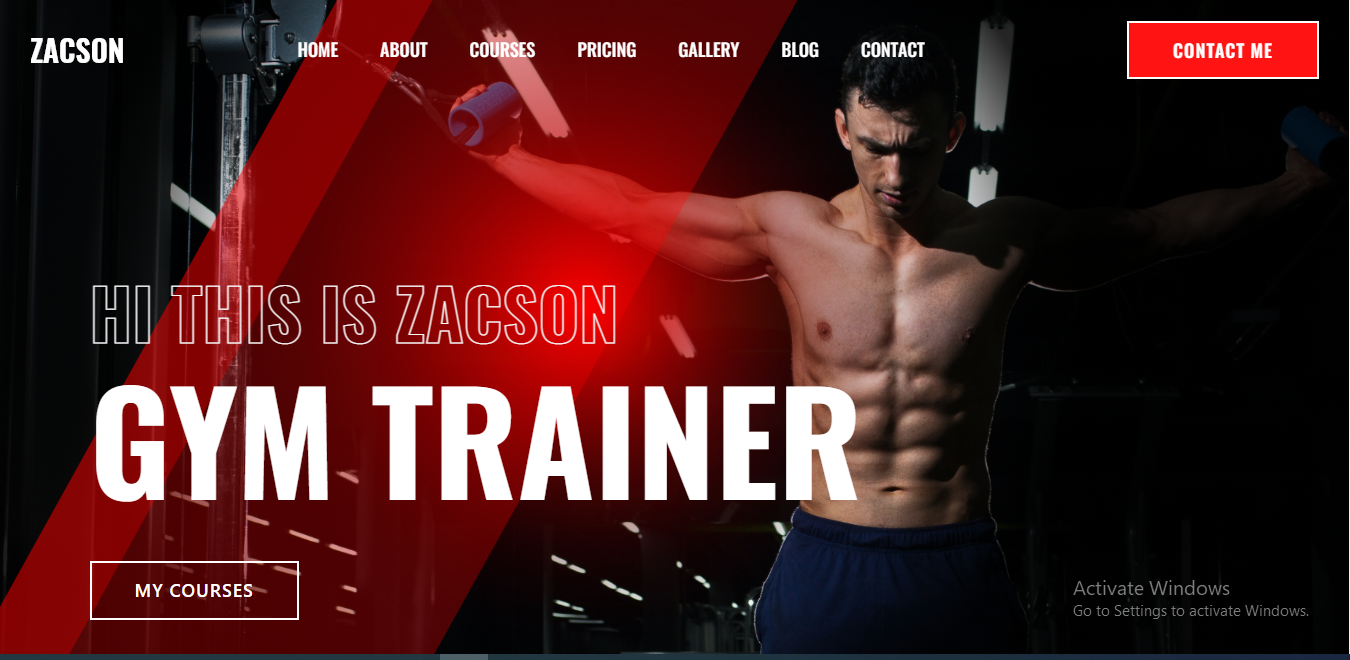 ZACSON
HOME ABOUT COURSES PRICING GALLERY BLOG CONTACT
CONTACT ME
HI THIS IS ZACSON
GYM TRAINER
MY COURSES
Activate Windows
Go to Settings to activate Windows.